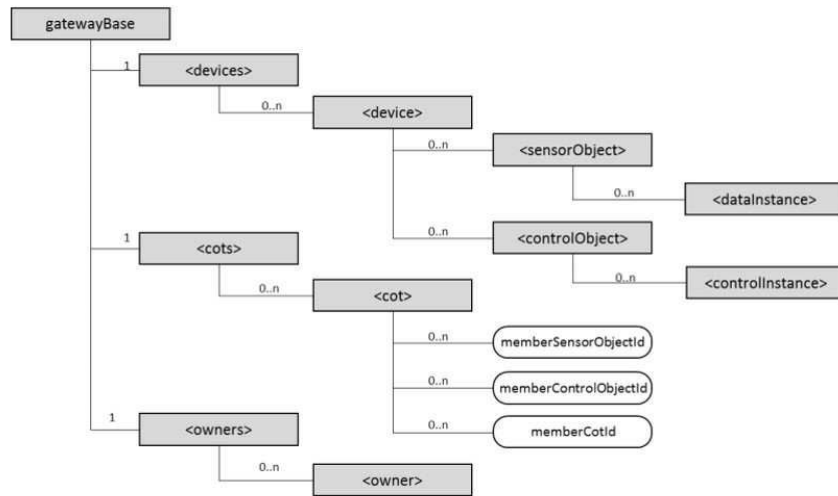 gatewayBase
1
<devices>
0..n
<device>
0..n
<sensorObject>
0..n
<dataInstance>
0..n
<controlObject>
0..n
<controlInstance>
1
<cots>
0..n
<cot>
0..n
memberSensorObjectId
0..n
memberControlObjectId
0..n
memberCotId
1
<owners>
0..n
<owner>